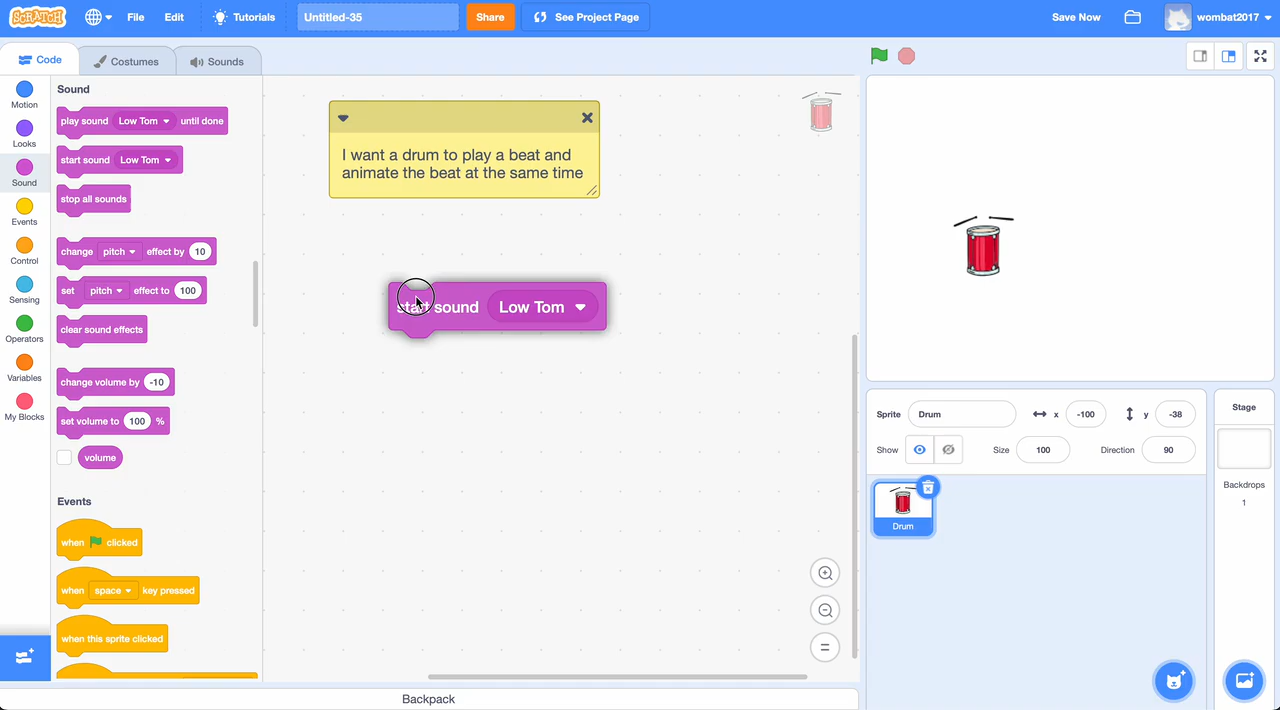 SCRATCH
File
Edit
Tutorials
Untitled-35
Share
See Project Page
Save Now
wombat2017
Code
Costumes
Sounds
Motion
Looks
Sound
Events
Control
Sensing
Operators
Variables
My Blocks
Sound
play sound Low Tom until done
start sound Low Tom
stop all sounds
change pitch effect by 10
set pitch effect to 100
clear sound effects
change volume by -10
set volume to 100 %
volume
Events
when clicked
when space key pressed
when this sprite clicked
I want a drum to play a beat and
animate the beat at the same time
start sound Low Tom
Backpack
Sprite Drum x -100 y -38
Show Size 100 Direction 90
Drum
Stage
Backdrops
1